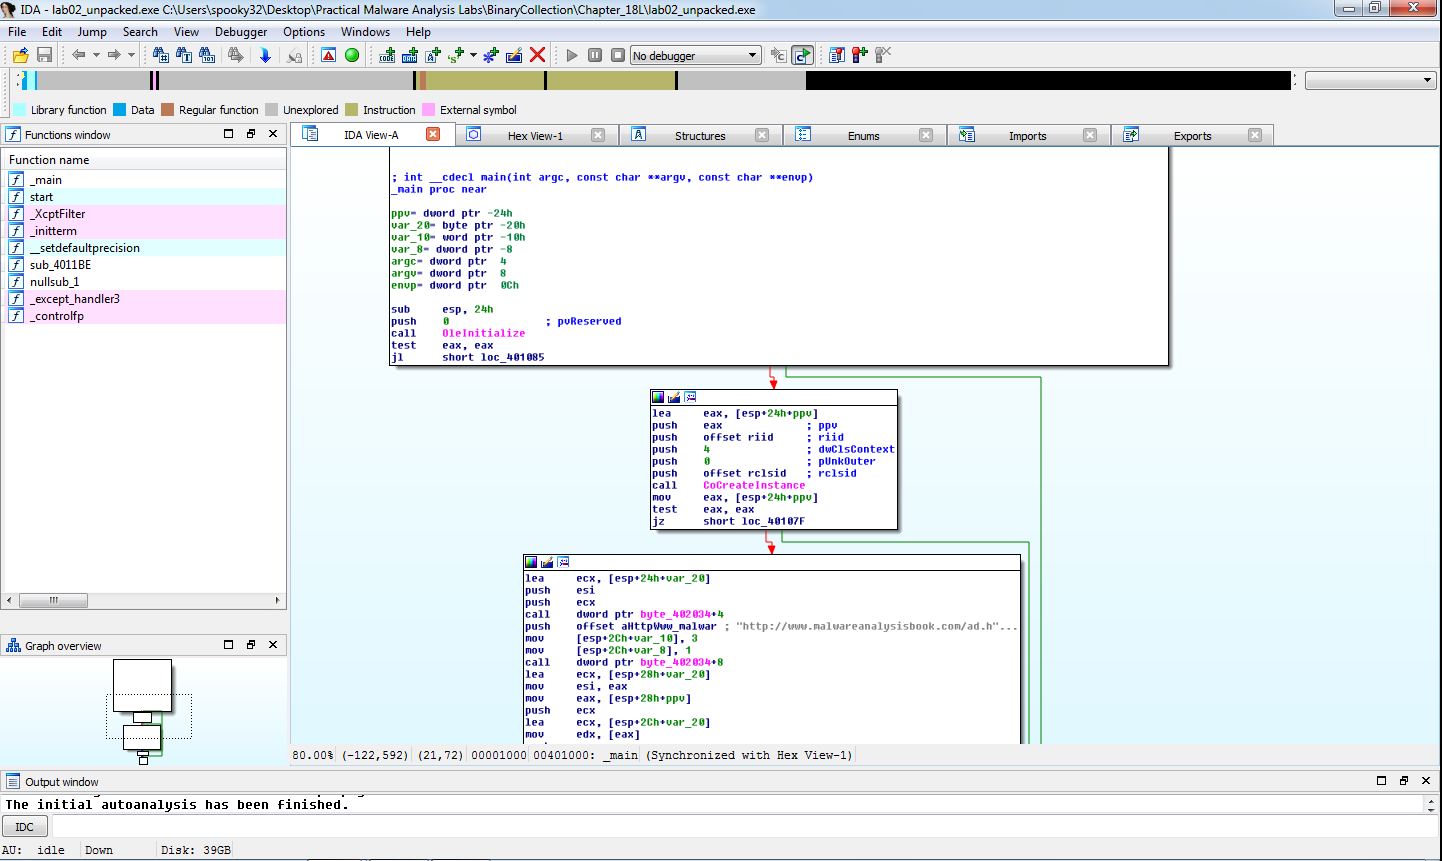 IDA - lab02_unpacked.exe C:\Users\spooky32\Desktop\Practical Malware Analysis Labs\BinaryCollection\Chapter_18L\lab02_unpacked.exe
File Edit Jump Search View Debugger Options Windows Help
No debugger
Library function Data Regular function Unexplored Instruction External symbol
Functions window
Function name
_main
start
_XcptFilter
_initterm
__setdefaultprecision
sub_4011BE
nullsub_1
_except_handler3
_controlfp
Graph overview
IDA View-A Hex View-1 Structures Enums Imports Exports
; int __cdecl main(int argc, const char **argv, const char **envp)
_main proc near
ppv= dword ptr -24h
var_20= byte ptr -20h
var_10= word ptr -10h
var_8= dword ptr -8
argc= dword ptr  4
argv= dword ptr  8
envp= dword ptr  0Ch
sub esp, 24h
push 0 ; pvReserved
call OleInitialize
test eax, eax
jl short loc_401085
lea eax, [esp+24h+ppv]
push eax ; ppv
push offset riid ; riid
push 4 ; dwClsContext
push 0 ; pUnkOuter
push offset rclsid ; rclsid
call CoCreateInstance
mov eax, [esp+24h+ppv]
test eax, eax
jz short loc_40107F
lea ecx, [esp+24h+var_20]
push esi
push ecx
call dword ptr byte_402034+4
push offset aHttpWww_malwar ; "http://www.malwareanalysisbook.com/ad.h"...
mov [esp+2Ch+var_10], 3
mov [esp+2Ch+var_8], 1
call dword ptr byte_402034+8
lea ecx, [esp+28h+var_20]
mov esi, eax
mov eax, [esp+28h+ppv]
push ecx
lea ecx, [esp+2Ch+var_20]
mov edx, [eax]
80.00% (-122,592) (21,72) 00001000 00401000: _main (Synchronized with Hex View-1)
Output window
The initial autoanalysis has been finished.
IDC
AU: idle Down Disk: 39GB